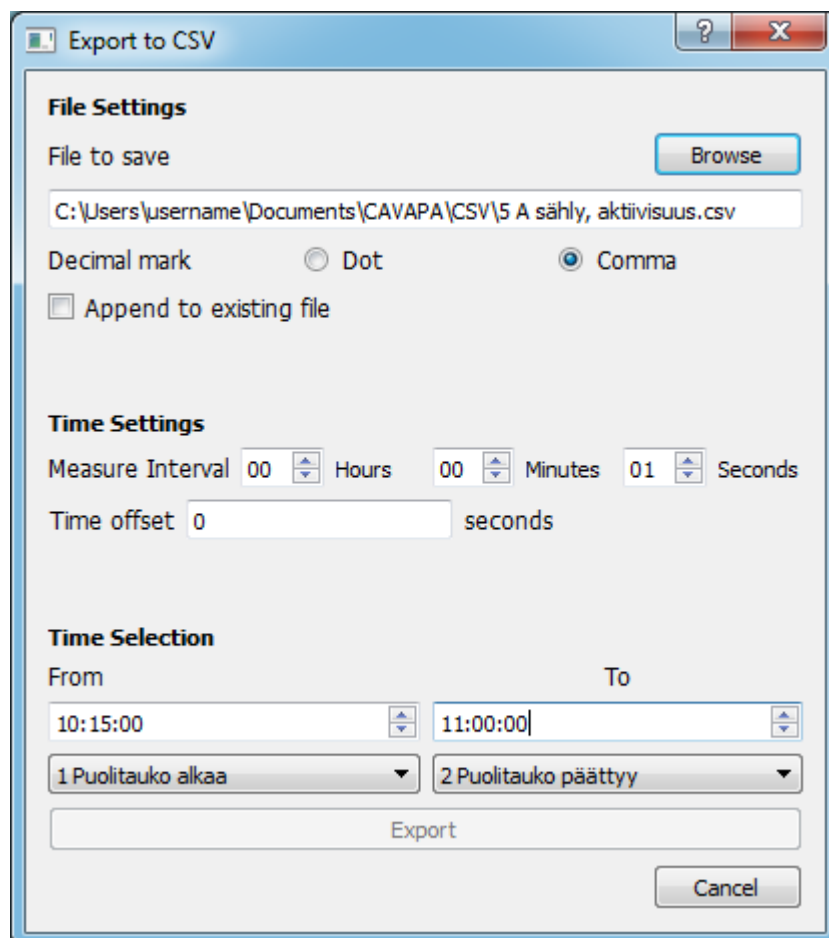 Export to CSV
File Settings
File to save Browse
C:\Users\username\Documents\CAVAPA\CSV\5 A sähly, aktiivisuus.csv
Decimal mark Dot Comma
Append to existing file
Time Settings
Measure Interval 00 Hours 00 Minutes 01 Seconds
Time offset 0 seconds
Time Selection
From To
10:15:00 11:00:00
1 Puolitauko alkaa 2 Puolitauko päättyy
Export
Cancel